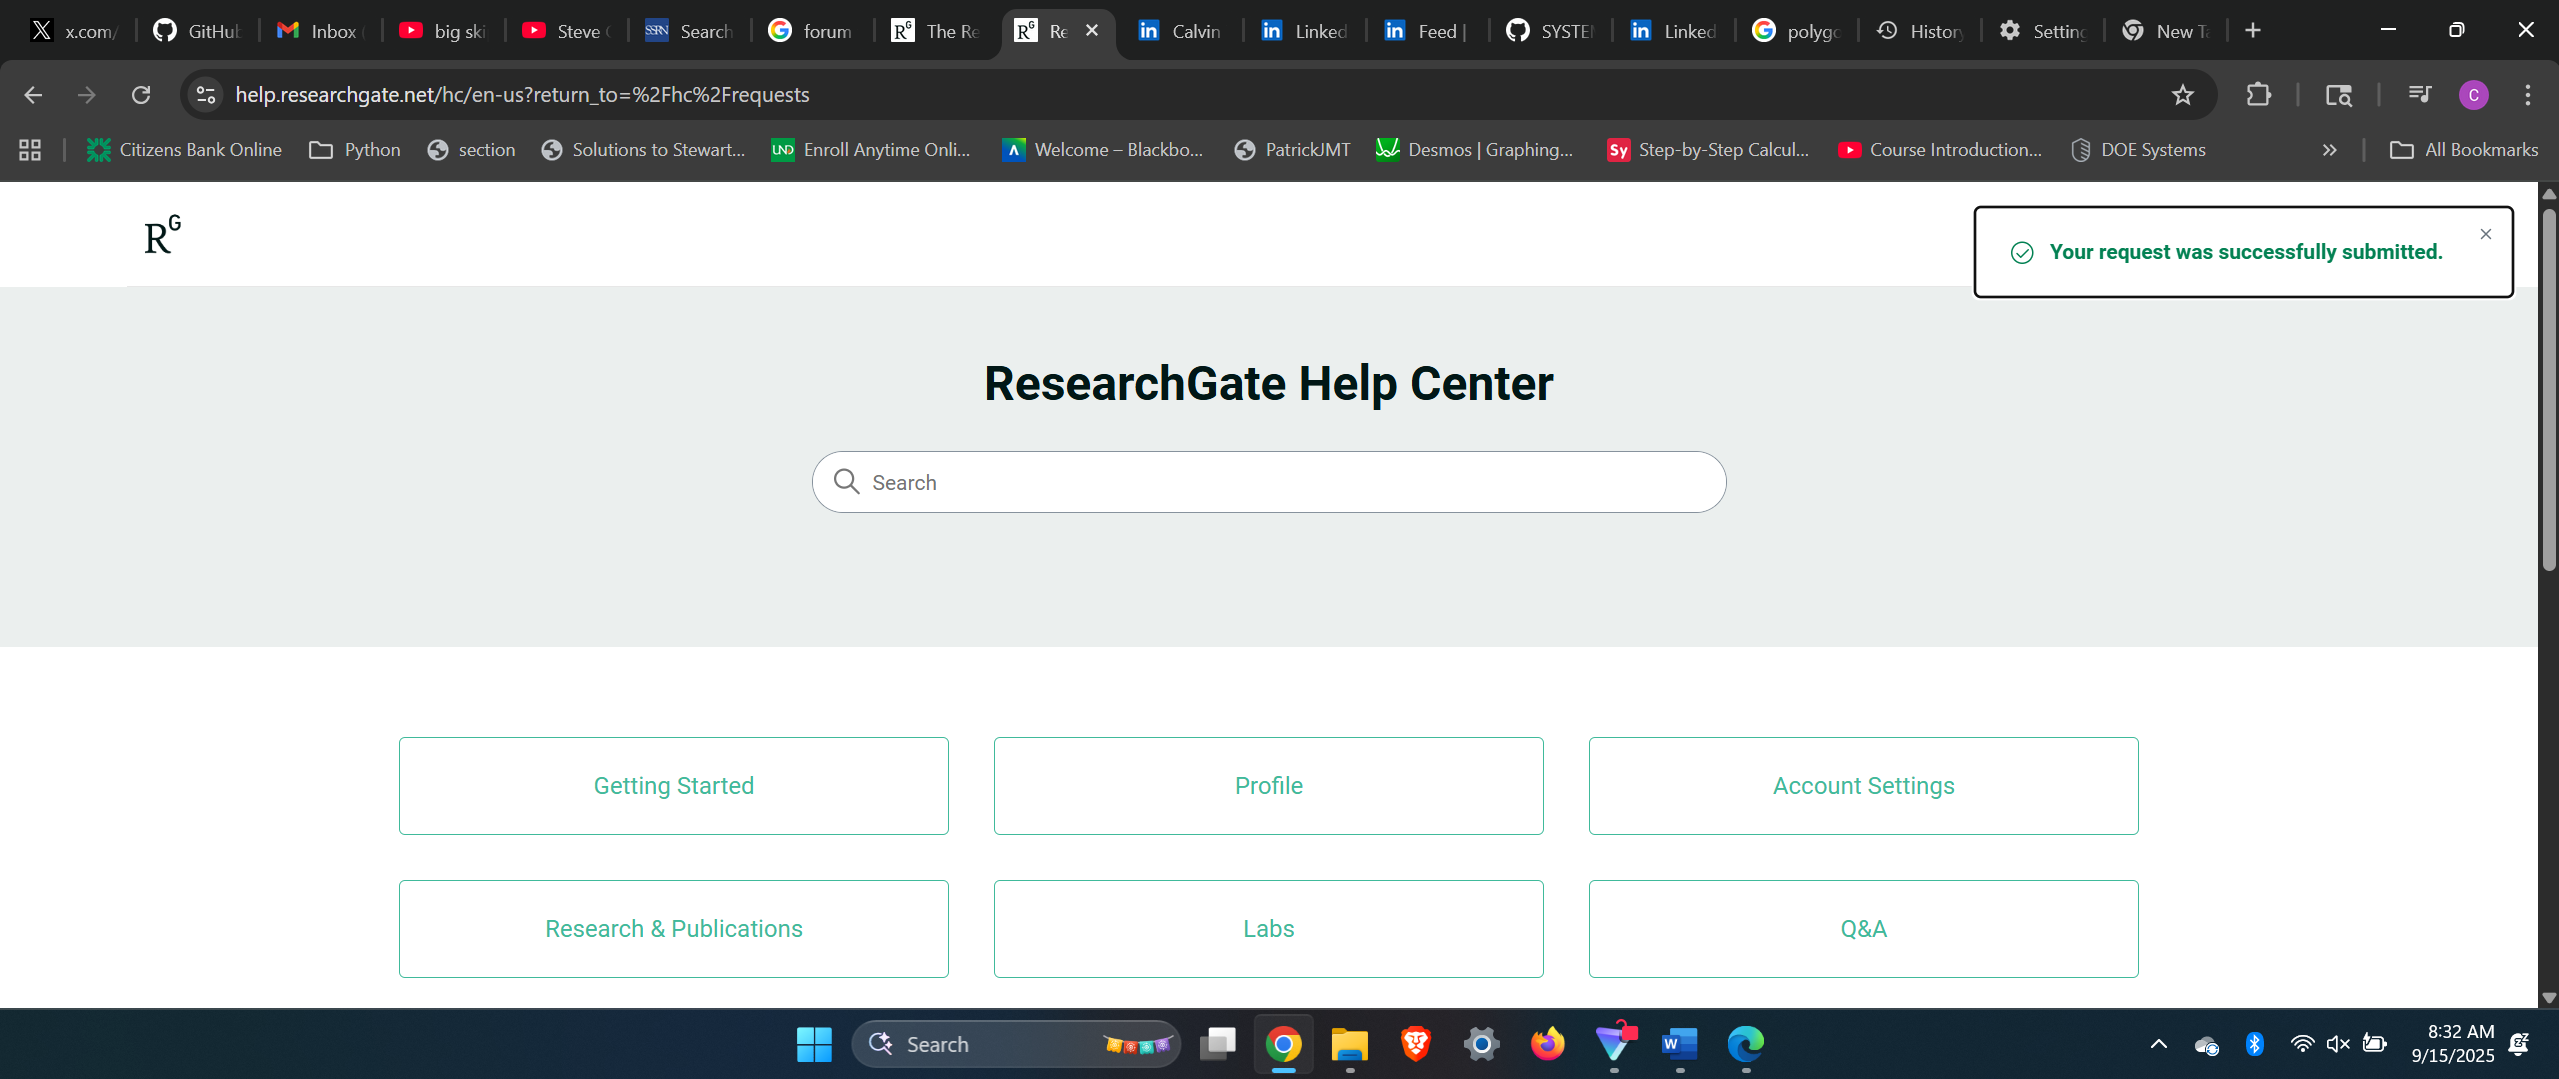 x.com/ GitHub Inbox big ski Steve Search forum The Re Re Calvin Linked Feed | SYSTE Linked polygo History Setting New Ta
help.researchgate.net/hc/en-us?return_to=%2Fhc%2Frequests
C
Citizens Bank Online Python section Solutions to Stewart... Enroll Anytime Onli... Welcome – Blackbo... PatrickJMT Desmos | Graphing... Step-by-Step Calcul... Course Introduction... DOE Systems All Bookmarks
RG
Your request was successfully submitted.
ResearchGate Help Center
Search
Getting Started Profile Account Settings
Research & Publications Labs Q&A
Search
8:32 AM
9/15/2025